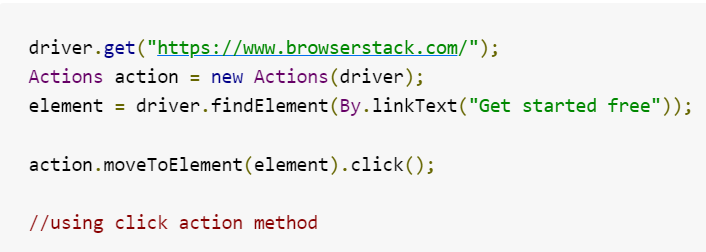 driver.get("https://www.browserstack.com/");
Actions action = new Actions(driver);
element = driver.findElement(By.linkText("Get started free"));
action.moveToElement(element).click();
//using click action method